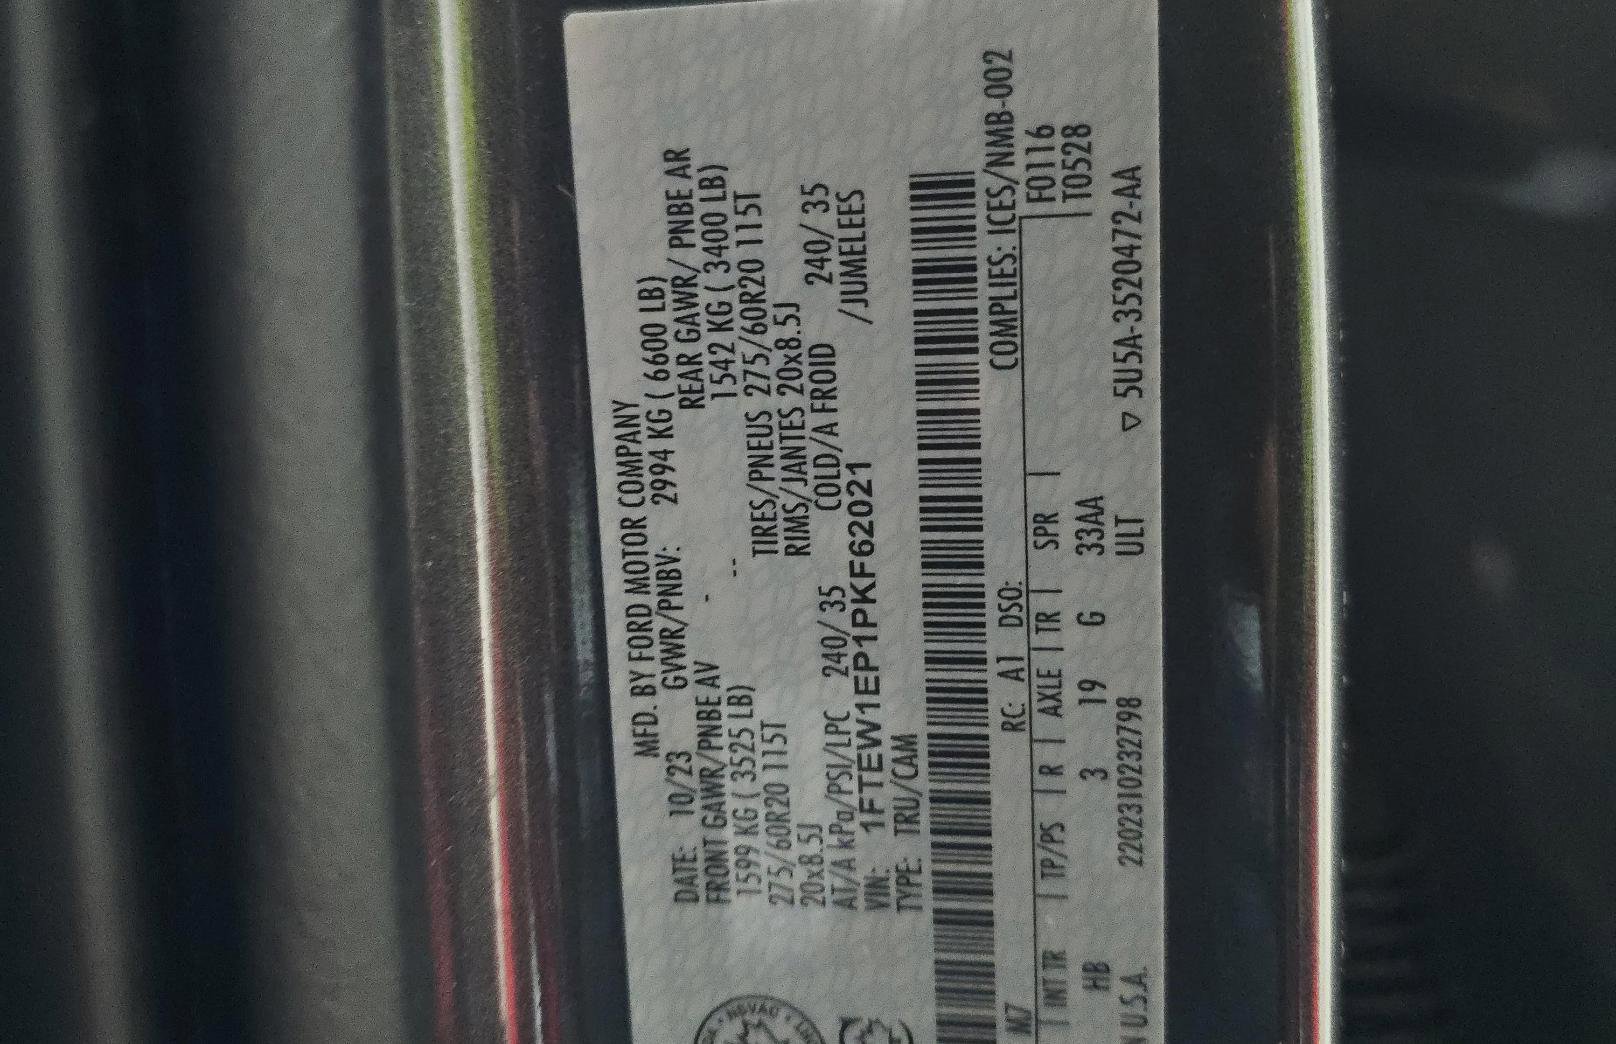 MFD. BY FORD MOTOR COMPANY
DATE: 10/23 GVWR/PNBV: 2994 KG ( 6600 LB)
FRONT GAWR/PNBE AV - REAR GAWR/ PNBE AR
1599 KG ( 3525 LB) -- 1542 KG ( 3400 LB)
275/60R20 115T TIRES/PNEUS 275/60R20 115T
20x8.5J RIMS/JANTES 20x8.5J
AT/A kPa/PSI/LPC 240/ 35 COLD/A FROID 240/ 35
VIN: 1FTEW1EP1PKF62021 /JUMELEES
TYPE: TRU/CAM
COMPLIES: ICES/NMB-002
M7 RC: A1 DSO: F0116
INT TR | TP/PS | R | AXLE | TR | SPR | T0528
HB 3 19 G 33AA
U.S.A. 2202310232798 ULT ▽ 5U5A-3520472-AA